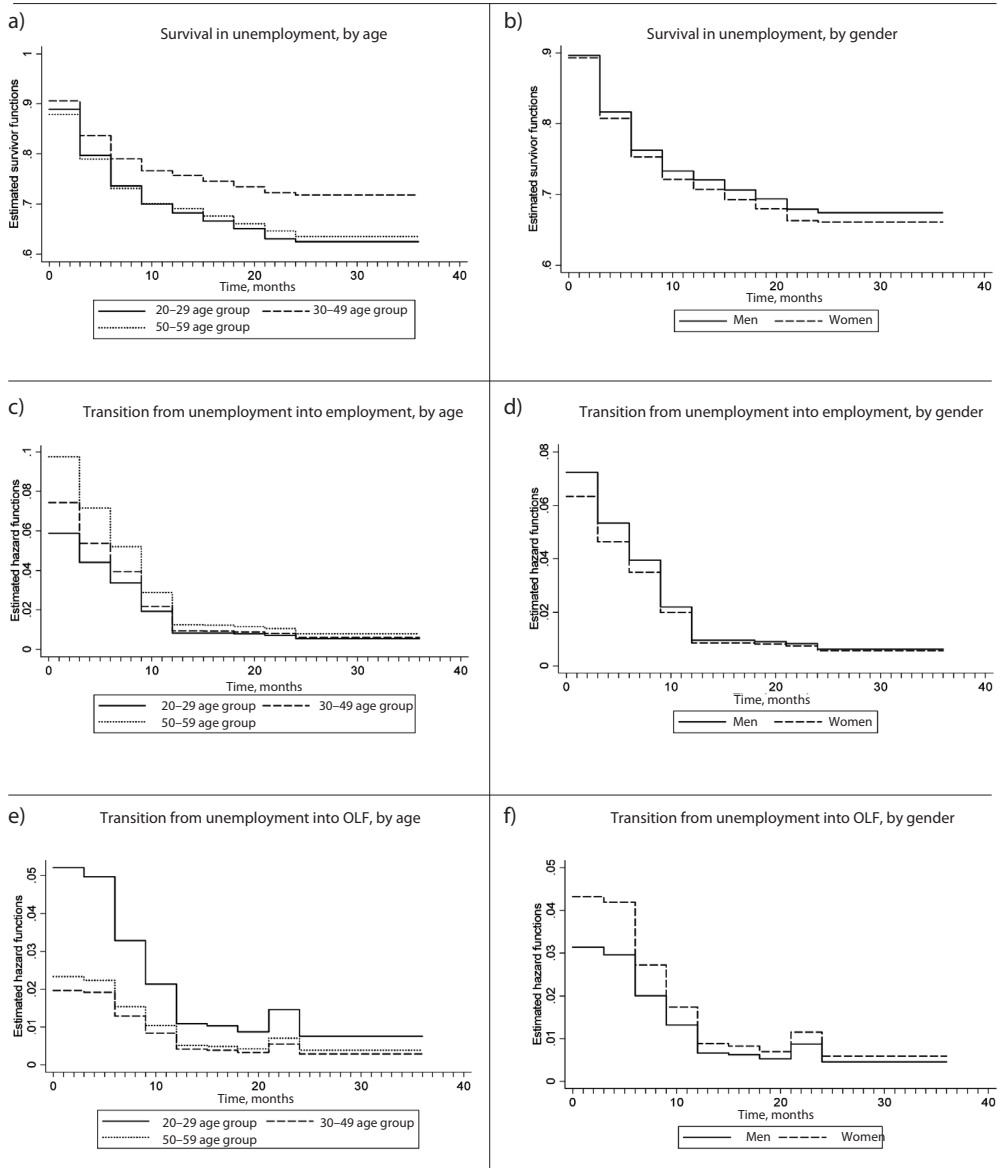 a)
Survival in unemployment, by age
Estimated survivor functions
1
.9
.8
.7
.6
0 10 20 30 40
Time, months
20–29 age group 30–49 age group
50–59 age group
b)
Survival in unemployment, by gender
Estimated survivor functions
.9
.8
.7
.6
0 10 20 30 40
Time, months
Men Women
c)
Transition from unemployment into employment, by age
Estimated hazard functions
.1
.08
.06
.04
.02
0
0 10 20 30 40
Time, months
20–29 age group 30–49 age group
50–59 age group
d)
Transition from unemployment into employment, by gender
Estimated hazard functions
.08
.06
.04
.02
0
0 20 40
Time, months
Men Women
e)
Transition from unemployment into OLF, by age
Estimated hazard functions
.05
.04
.03
.02
.01
0
0 10 20 30 40
Time, months
20–29 age group 30–49 age group
50–59 age group
f)
Transition from unemployment into OLF, by gender
Estimated hazard functions
.05
.04
.03
.02
.01
0
0 10 20 30 40
Time, months
Men Women